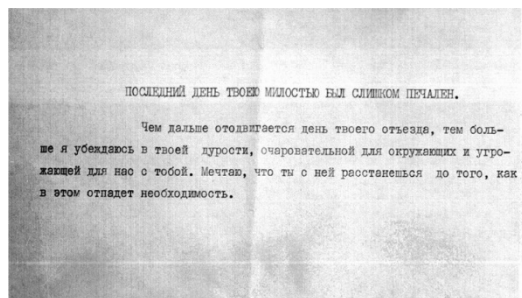 ПОСЛЕДНИЙ ДЕНЬ ТВОЕЮ МИЛОСТЬЮ БЫЛ СЛИШКОМ ПЕЧАЛЕН.
Чем дальше отодвигается день твоего отъезда, тем боль-
ше я убеждаюсь в твоей дурости, очаровательной для окружающих и угро-
жающей для нас с тобой. Мечтаю, что ты с ней расстанешься до того, как
в этом отпадет необходимость.